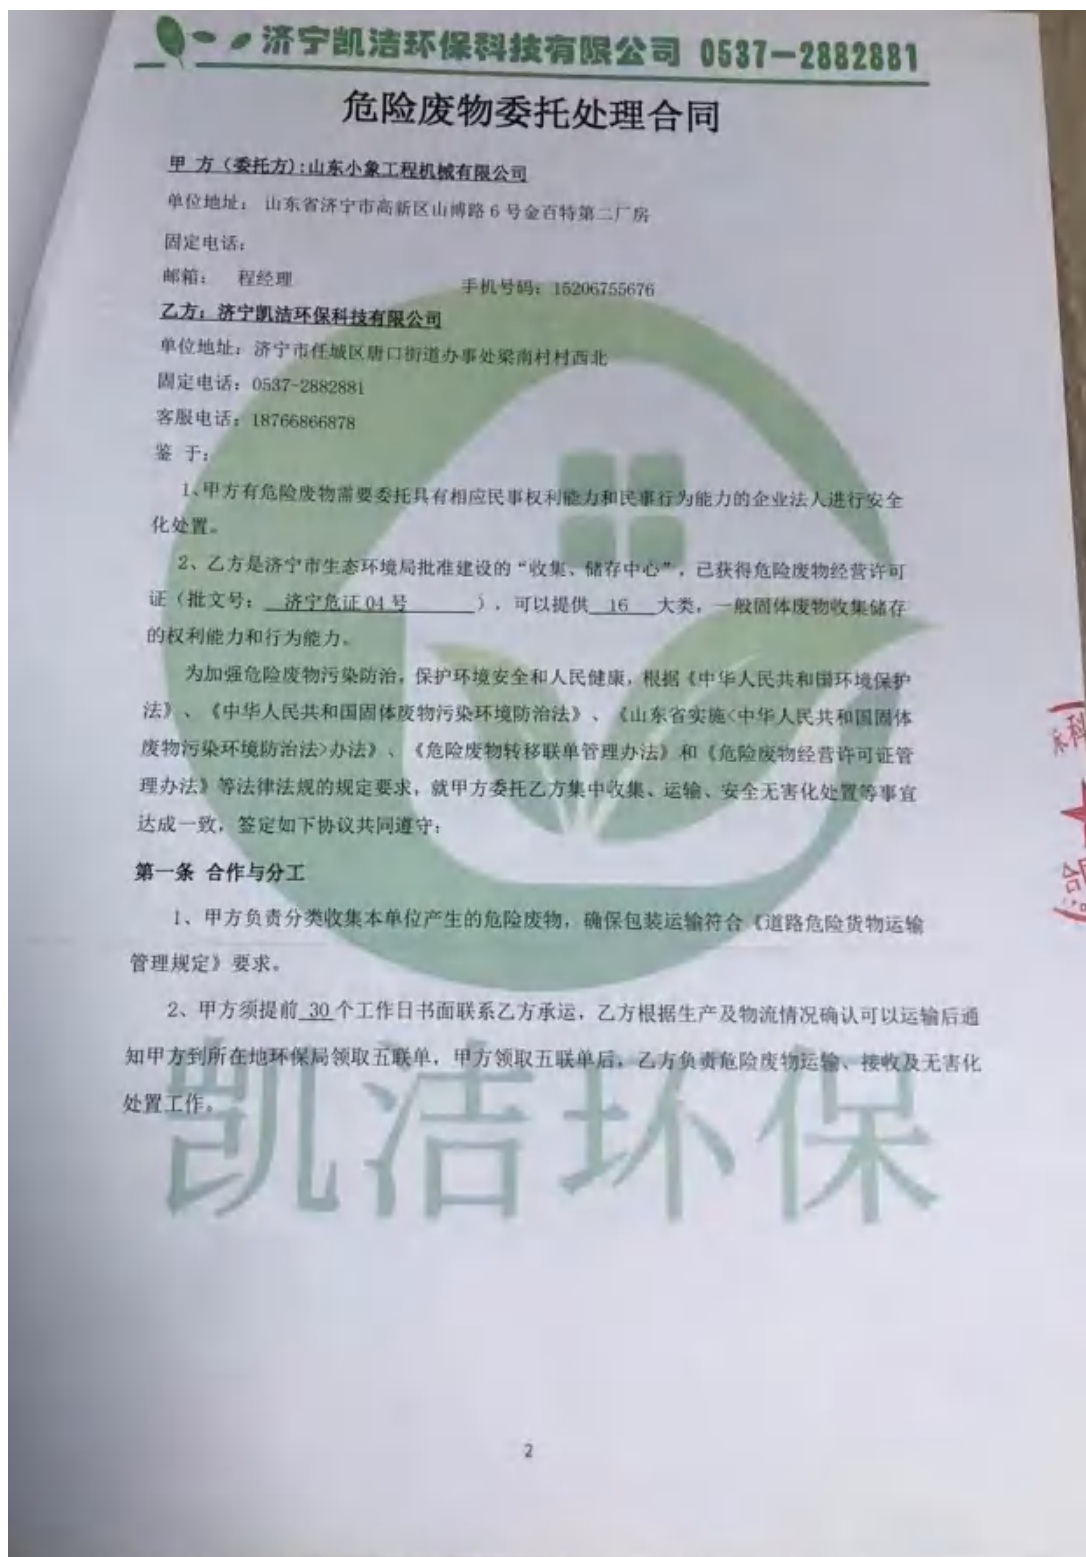 济宁凯洁环保科技有限公司 0537-2882881
危险废物委托处理合同
甲 方（委托方）:山东小象工程机械有限公司
单位地址： 山东省济宁市高新区山博路 6 号金百特第二厂房
固定电话：
邮箱： 程经理 手机号码：15206755676
乙方：济宁凯洁环保科技有限公司
单位地址：济宁市任城区唐口街道办事处梁南村村西北
固定电话：0537-2882881
客服电话：18766866878
鉴 于：
1、甲方有危险废物需要委托具有相应民事权利能力和民事行为能力的企业法人进行安全
化处置。
2、乙方是济宁市生态环境局批准建设的“收集、储存中心”，已获得危险废物经营许可
证（批文号： 济宁危证 04 号 ），可以提供 16 大类，一般固体废物收集储存
的权利能力和行为能力。
为加强危险废物污染防治，保护环境安全和人民健康，根据《中华人民共和国环境保护
法》、《中华人民共和国固体废物污染环境防治法》、《山东省实施<中华人民共和国固体
废物污染环境防治法>办法》、《危险废物转移联单管理办法》和《危险废物经营许可证管
理办法》等法律法规的规定要求，就甲方委托乙方集中收集、运输、安全无害化处置等事宜
达成一致，签定如下协议共同遵守：
第一条 合作与分工
1、甲方负责分类收集本单位产生的危险废物，确保包装运输符合《道路危险货物运输
管理规定》要求。
2、甲方须提前 30 个工作日书面联系乙方承运，乙方根据生产及物流情况确认可以运输后通
知甲方到所在地环保局领取五联单，甲方领取五联单后，乙方负责危险废物运输、接收及无害化
处置工作。
凯洁环保
2